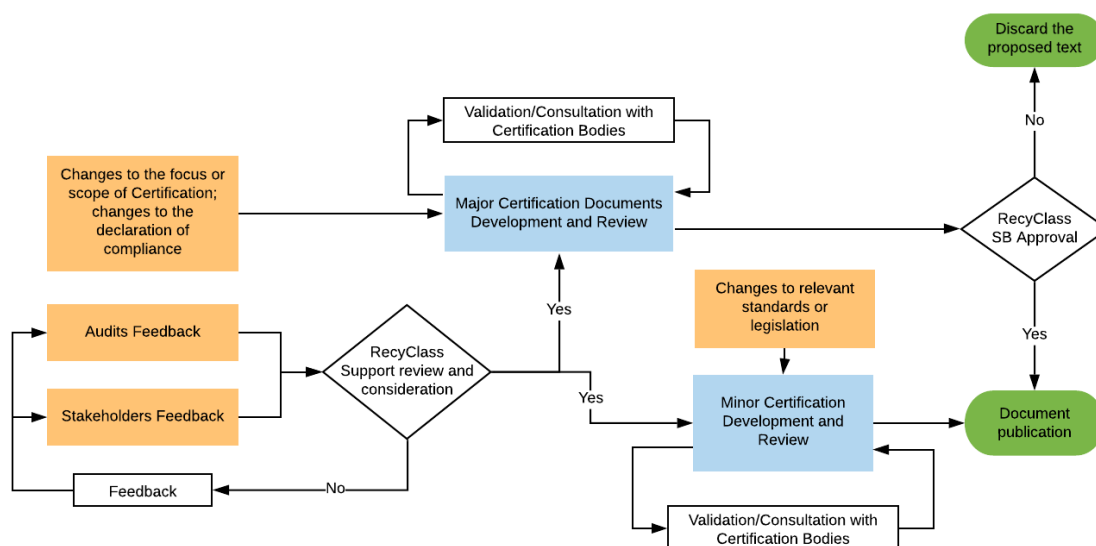 Discard the
proposed text
No
Validation/Consultation with
Certification Bodies
Changes to the focus or
scope of Certification;
changes to the
declaration of
compliance
Major Certification Documents
Development and Review
RecyClass
SB Approval
Yes
Changes to relevant
standards or
legislation
Yes
Audits Feedback
RecyClass
Support review and
consideration
Stakeholders Feedback
Yes
Minor Certification
Development and
Review
Document
publication
Feedback
No
Validation/Consultation with
Certification Bodies